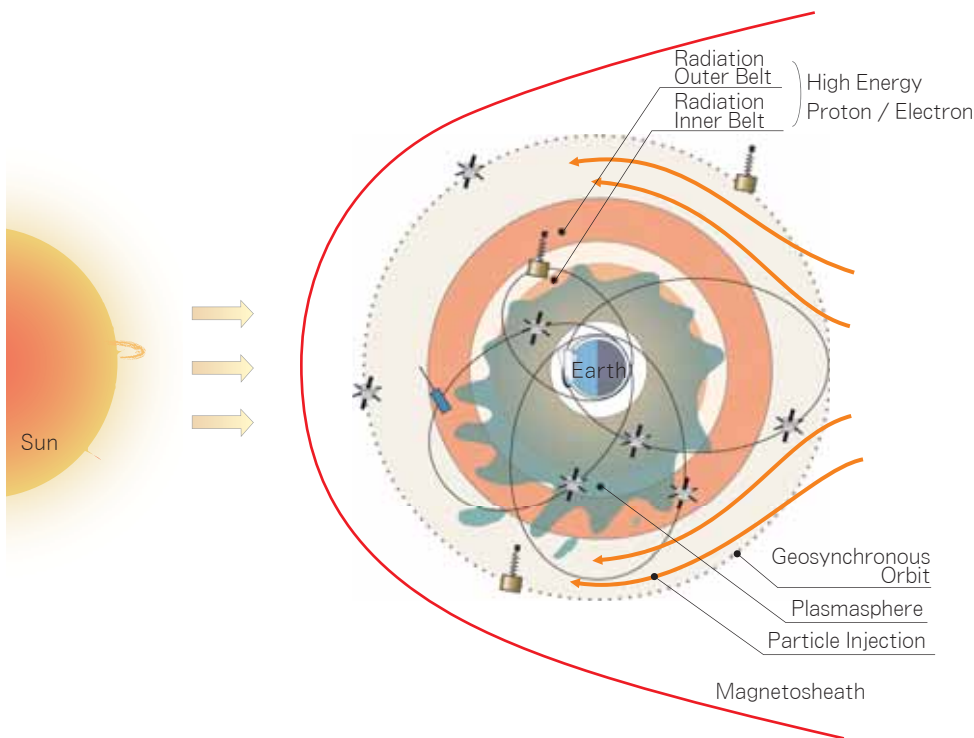 Radiation
Outer Belt
Radiation
Inner Belt
High Energy
Proton / Electron
Earth
Sun
Geosynchronous
Orbit
Plasmasphere
Particle Injection
Magnetosheath